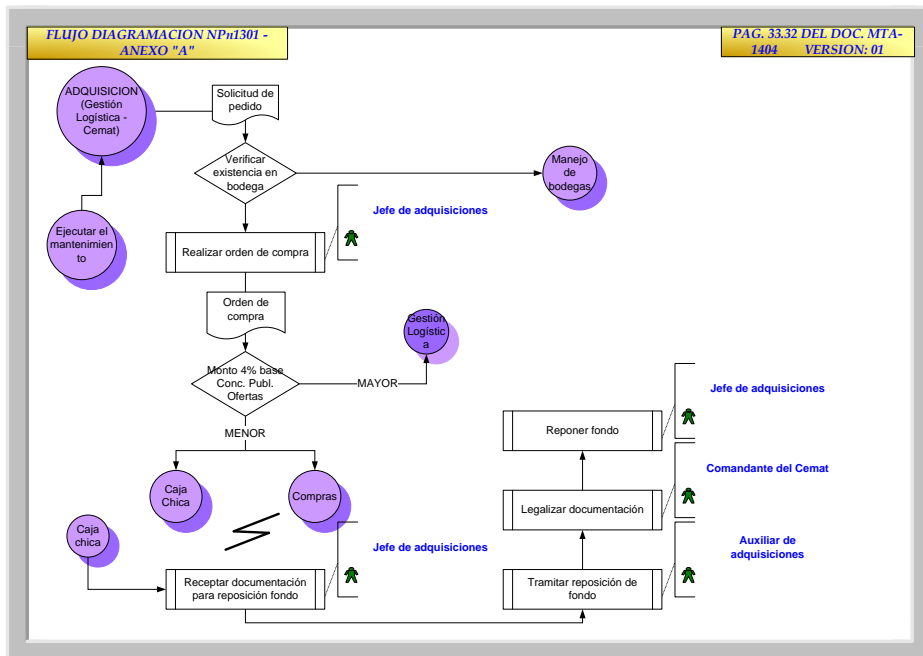 FLUJO DIAGRAMACION NPn1301 -
ANEXO "A"
PAG. 33.32 DEL DOC. MTA-
1404 VERSION: 01
ADQUISICION
(Gestión
Logística -
Cemat)
Solicitud de
pedido
Verificar
existencia en
bodega
Manejo
de
bodegas
Jefe de adquisiciones
Ejecutar el
mantenimien
to
Realizar orden de compra
Orden de
compra
Gestión
Logístic
a
Monto 4% base
Conc. Publ.
Ofertas
MAYOR
MENOR
Jefe de adquisiciones
Reponer fondo
Comandante del Cemat
Caja
Chica
Compras
Legalizar documentación
Caja
chica
Jefe de adquisiciones
Auxiliar de
adquisiciones
Receptar documentación
para reposición fondo
Tramitar reposición de
fondo